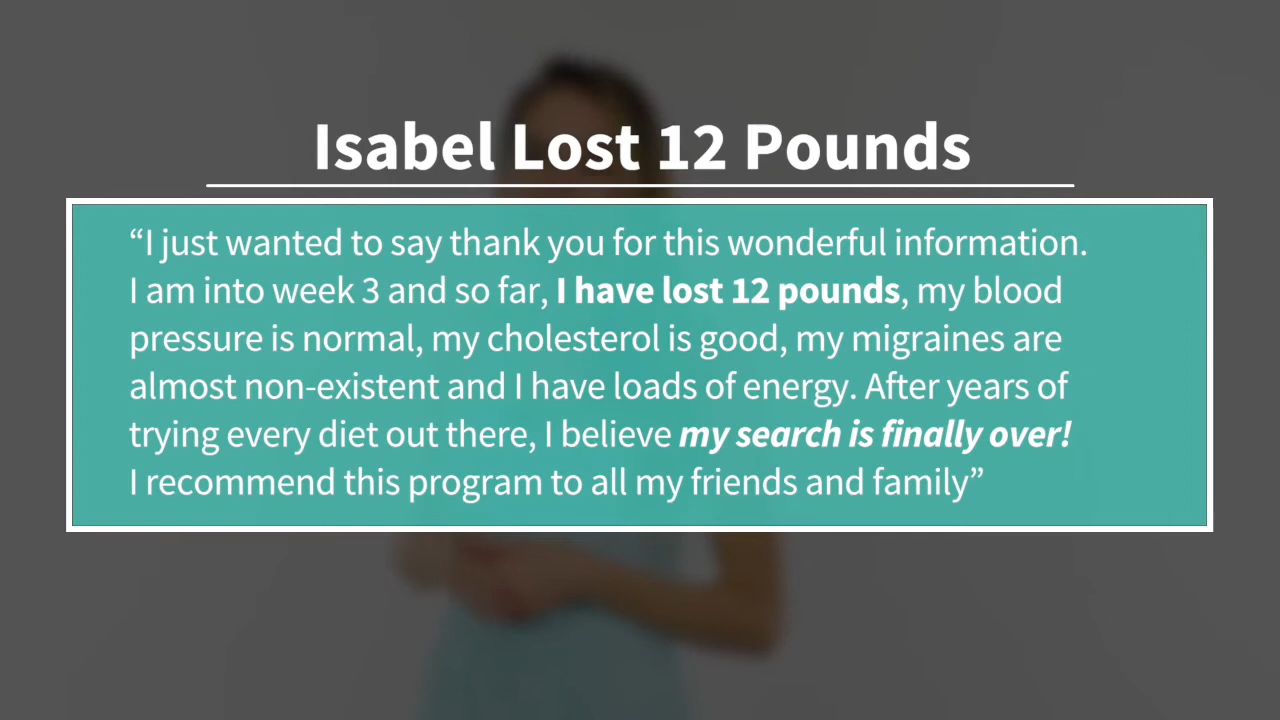 Isabel Lost 12 Pounds
“I just wanted to say thank you for this wonderful information.
I am into week 3 and so far, I have lost 12 pounds, my blood
pressure is normal, my cholesterol is good, my migraines are
almost non-existent and I have loads of energy. After years of
trying every diet out there, I believe my search is finally over!
I recommend this program to all my friends and family”